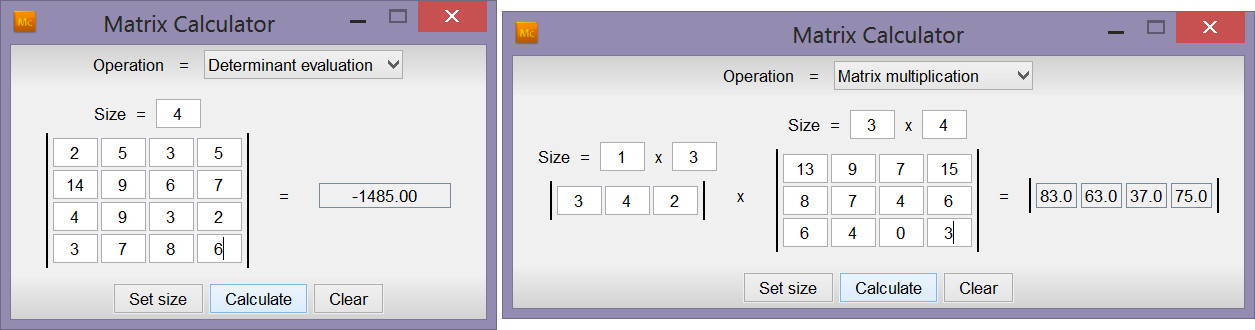 Mc Matrix Calculator
Operation = Determinant evaluation
Size = 4
2 5 3 5
14 9 6 7
4 9 3 2
3 7 8 6
= -1485.00
Set size Calculate Clear
Mc Matrix Calculator
Operation = Matrix multiplication
Size = 1 x 3
3 4 2
x
Size = 3 x 4
13 9 7 15
8 7 4 6
6 4 0 3
= 83.0 63.0 37.0 75.0
Set size Calculate Clear